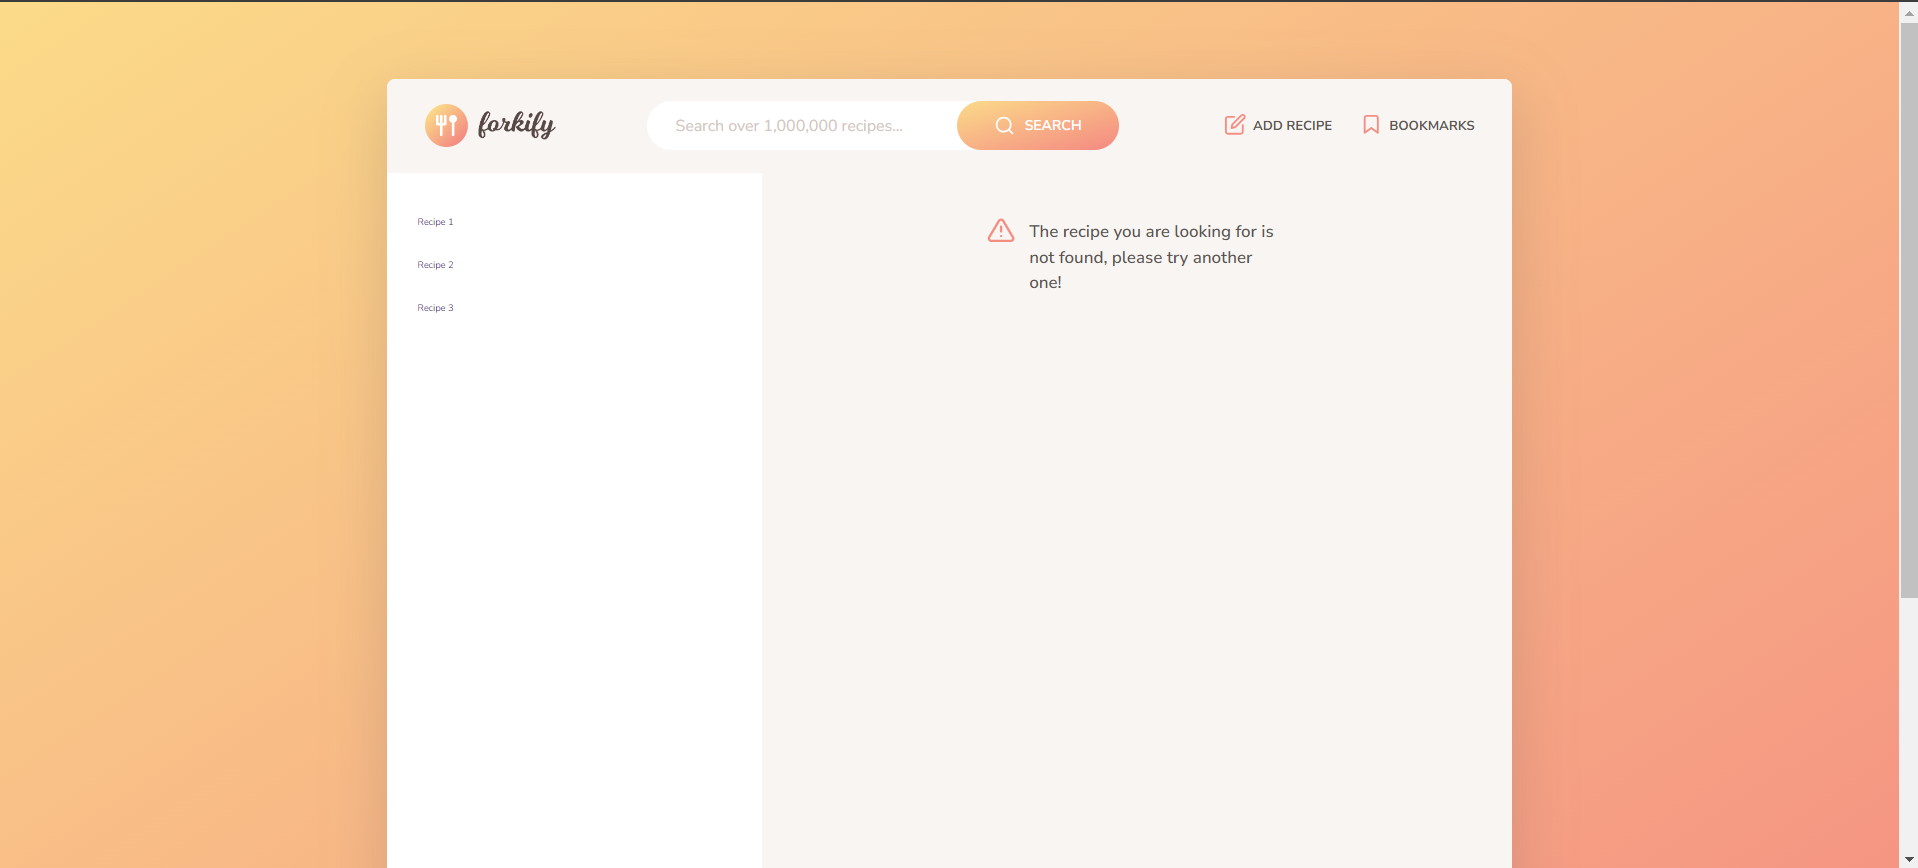 forkify
Search over 1,000,000 recipes...
SEARCH
ADD RECIPE
BOOKMARKS
Recipe 1
Recipe 2
Recipe 3
The recipe you are looking for is
not found, please try another
one!